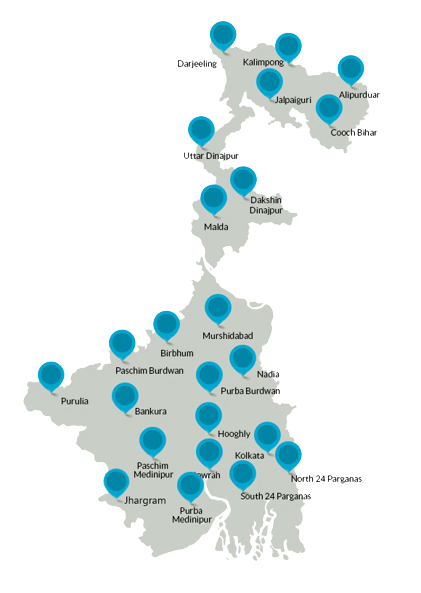 Darjeeling
Kalimpong
Alipurduar
Jalpaiguri
Cooch Bihar
Uttar Dinajpur
Dakshin
Dinajpur
Malda
Murshidabad
Birbhum
Paschim Burdwan
Nadia
Purba Burdwan
Purulia
Bankura
Hooghly
Kolkata
Paschim
Medinipur
North 24 Parganas
South 24 Parganas
Jhargram
Purba
Medinipur